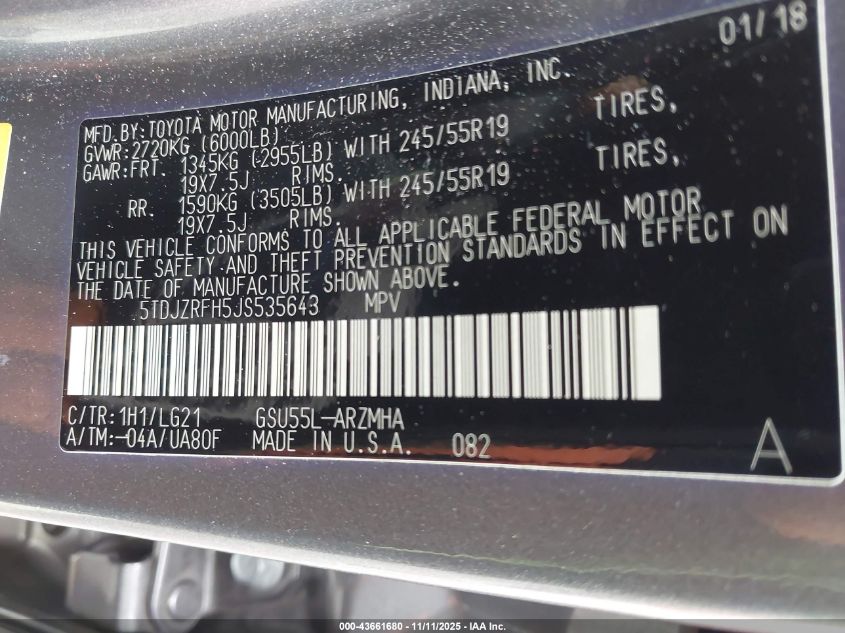 01/18
MFD.BY:TOYOTA MOTOR MANUFACTURING, INDIANA, INC.
GVWR:2720KG (6000LB)
GAWR:FRT. 1345KG (2955LB) WITH 245/55R19 TIRES,
19X7.5J RIMS.
RR. 1590KG (3505LB) WITH 245/55R19 TIRES,
19X7.5J RIMS.
THIS VEHICLE CONFORMS TO ALL APPLICABLE FEDERAL MOTOR
VEHICLE SAFETY AND THEFT PREVENTION STANDARDS IN EFFECT ON
THE DATE OF MANUFACTURE SHOWN ABOVE.
5TDJZRFH5JS535643 MPV
C/TR:1H1/LG21 GSU55L-ARZMHA
A/TM:-04A/UA80F MADE IN U.S.A. 082
A
000-43661680 - 11/11/2025 - IAA Inc.